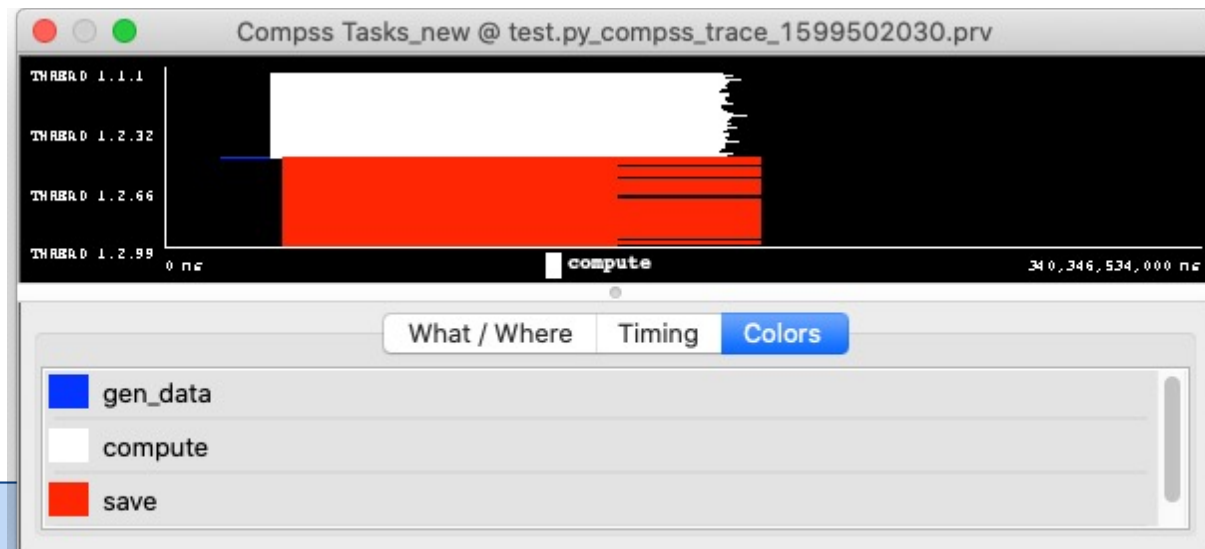 Compss Tasks_new @ test.py_compss_trace_1599502030.prv
THREAD 1.1.1
THREAD 1.2.32
THREAD 1.2.66
THREAD 1.2.99
0 ns
compute
340,346,534,000 ns
What / Where
Timing
Colors
gen_data
compute
save